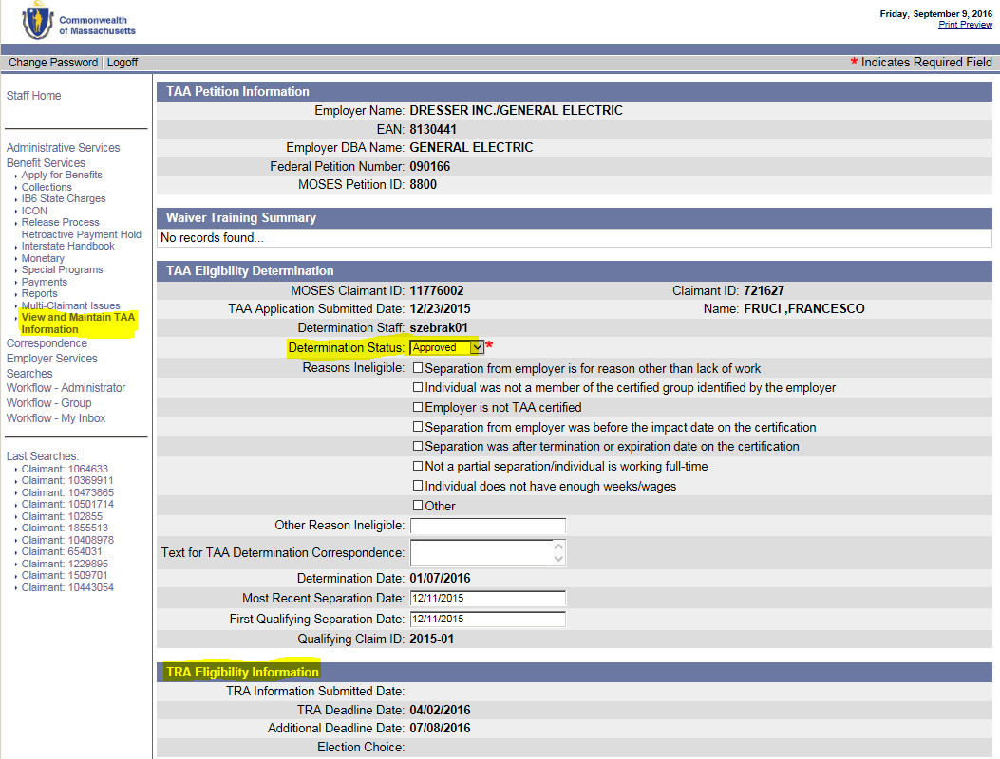 Commonwealth
of Massachusetts
Friday, September 9, 2016
Print Preview
Change Password | Logoff
* Indicates Required Field
Staff Home
Administrative Services
Benefit Services
Apply for Benefits
Collections
IB6 State Charges
ICON
Release Process
Retroactive Payment Hold
Interstate Handbook
Monetary
Special Programs
Payments
Reports
Multi-Claimant Issues
View and Maintain TAA
Information
Correspondence
Employer Services
Searches
Workflow - Administrator
Workflow - Group
Workflow - My Inbox
Last Searches:
Claimant: 1064633
Claimant: 10369911
Claimant: 10473865
Claimant: 10501714
Claimant: 102855
Claimant: 1855513
Claimant: 10408978
Claimant: 654031
Claimant: 1229895
Claimant: 1509701
Claimant: 10443054
TAA Petition Information
Employer Name: DRESSER INC./GENERAL ELECTRIC
EAN: 8130441
Employer DBA Name: GENERAL ELECTRIC
Federal Petition Number: 090166
MOSES Petition ID: 8800
Waiver Training Summary
No records found...
TAA Eligibility Determination
MOSES Claimant ID: 11776002 Claimant ID: 721627
TAA Application Submitted Date: 12/23/2015 Name: FRUCI ,FRANCESCO
Determination Staff: szebrak01
Determination Status: Approved *
Reasons Ineligible: Separation from employer is for reason other than lack of work
Individual was not a member of the certified group identified by the employer
Employer is not TAA certified
Separation from employer was before the impact date on the certification
Separation was after termination or expiration date on the certification
Not a partial separation/individual is working full-time
Individual does not have enough weeks/wages
Other
Other Reason Ineligible:
Text for TAA Determination Correspondence:
Determination Date: 01/07/2016
Most Recent Separation Date: 12/11/2015
First Qualifying Separation Date: 12/11/2015
Qualifying Claim ID: 2015-01
TRA Eligibility Information
TRA Information Submitted Date:
TRA Deadline Date: 04/02/2016
Additional Deadline Date: 07/08/2016
Election Choice: